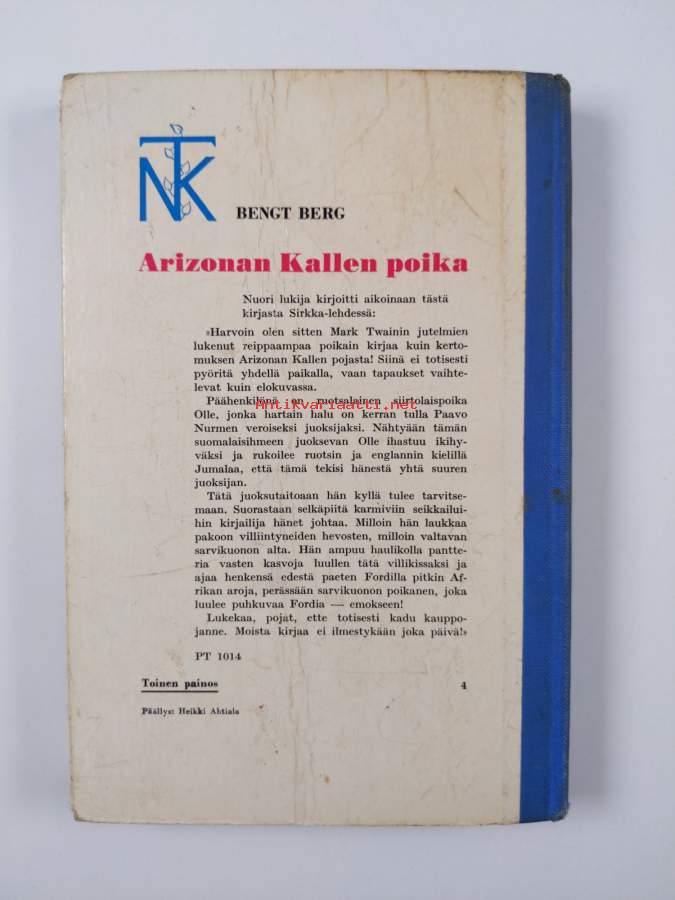 NTK
BENGT BERG
Arizonan Kallen poika
Nuori lukija kirjoitti aikoinaan tästä
kirjasta Sirkka-lehdessä:
»Harvoin olen sitten Mark Twainin jutelmien
lukenut reippaampaa poikain kirjaa kuin kerto-
muksen Arizonan Kallen pojasta! Siinä ei totisesti
pyöritä yhdellä paikalla, vaan tapaukset vaihte-
levat kuin elokuvassa.
Päähenkilönä on ruotsalainen siirtolaispoika
Antikvariaatti.net
Olle, jonka hartain halu on kerran tulla Paavo
Nurmen veroiseksi juoksijaksi. Nähtyään tämän
suomalaisihmeen juoksevan Olle ihastuu ikihy-
väksi ja rukoilee ruotsin ja englannin kielillä
Jumalaa, että tämä tekisi hänestä yhtä suuren
juoksijan.
Tätä juoksutaitoaan hän kyllä tulee tarvitse-
maan. Suorastaan selkäpiitä karmiviin seikkailui-
hin kirjailija hänet johtaa. Milloin hän laukkaa
pakoon villiintyneiden hevosten, milloin valtavan
sarvikuonon alta. Hän ampuu haulikolla pantte-
ria vasten kasvoja luullen tätä villikissaksi ja
ajaa henkensä edestä paeten Fordilla pitkin Af-
rikan aroja, perässään sarvikuonon poikanen, joka
luulee puhkuvaa Fordia — emokseen!
Lukekaa, pojat, ette totisesti kadu kauppo-
janne. Moista kirjaa ei ilmestykään joka päivä!»
PT 1014
Toinen painos 4
Päällys: Heikki Ahtiala